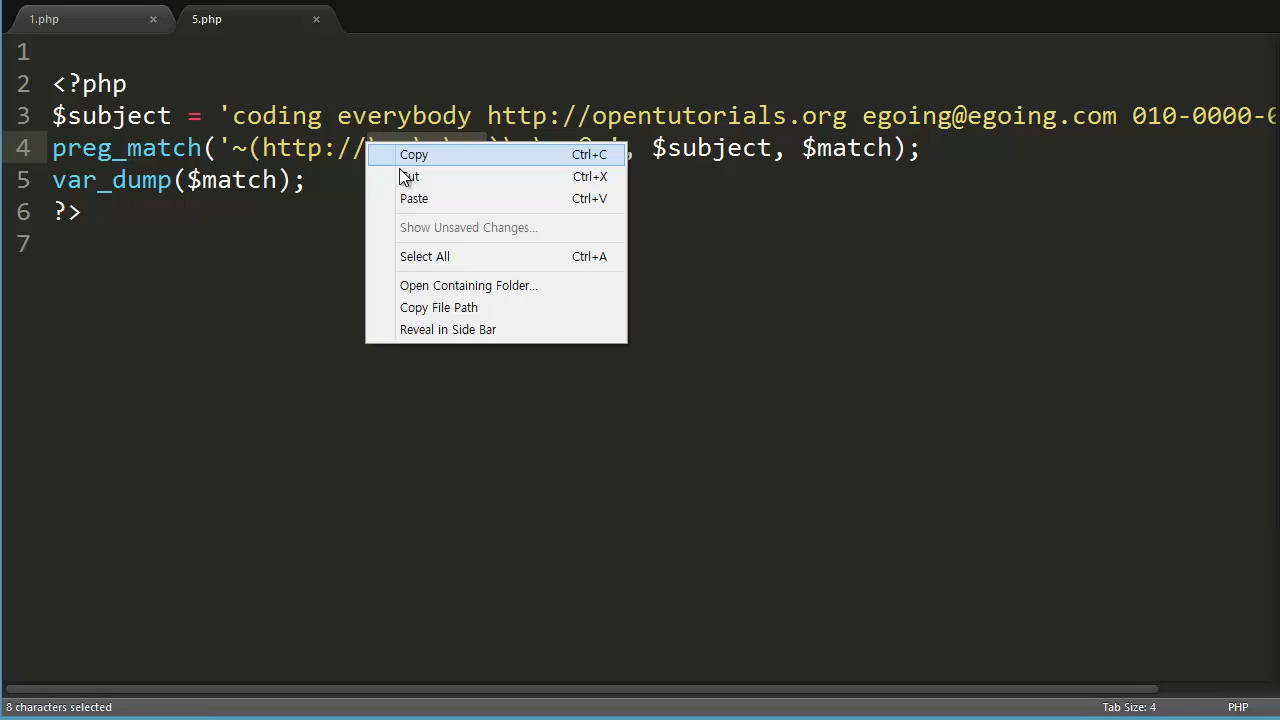 1.php ×
5.php ×
1
2 <?php
3 $subject = 'coding everybody http://opentutorials.org egoing@egoing.com 010-0000-
4 preg_match('~(http:// , $subject, $match);
5 var_dump($match);
6 ?>
7
Copy Ctrl+C
Ctrl+X
Paste Ctrl+V
Show Unsaved Changes...
Select All Ctrl+A
Open Containing Folder...
Copy File Path
Reveal in Side Bar
8 characters selected
Tab Size: 4
PHP